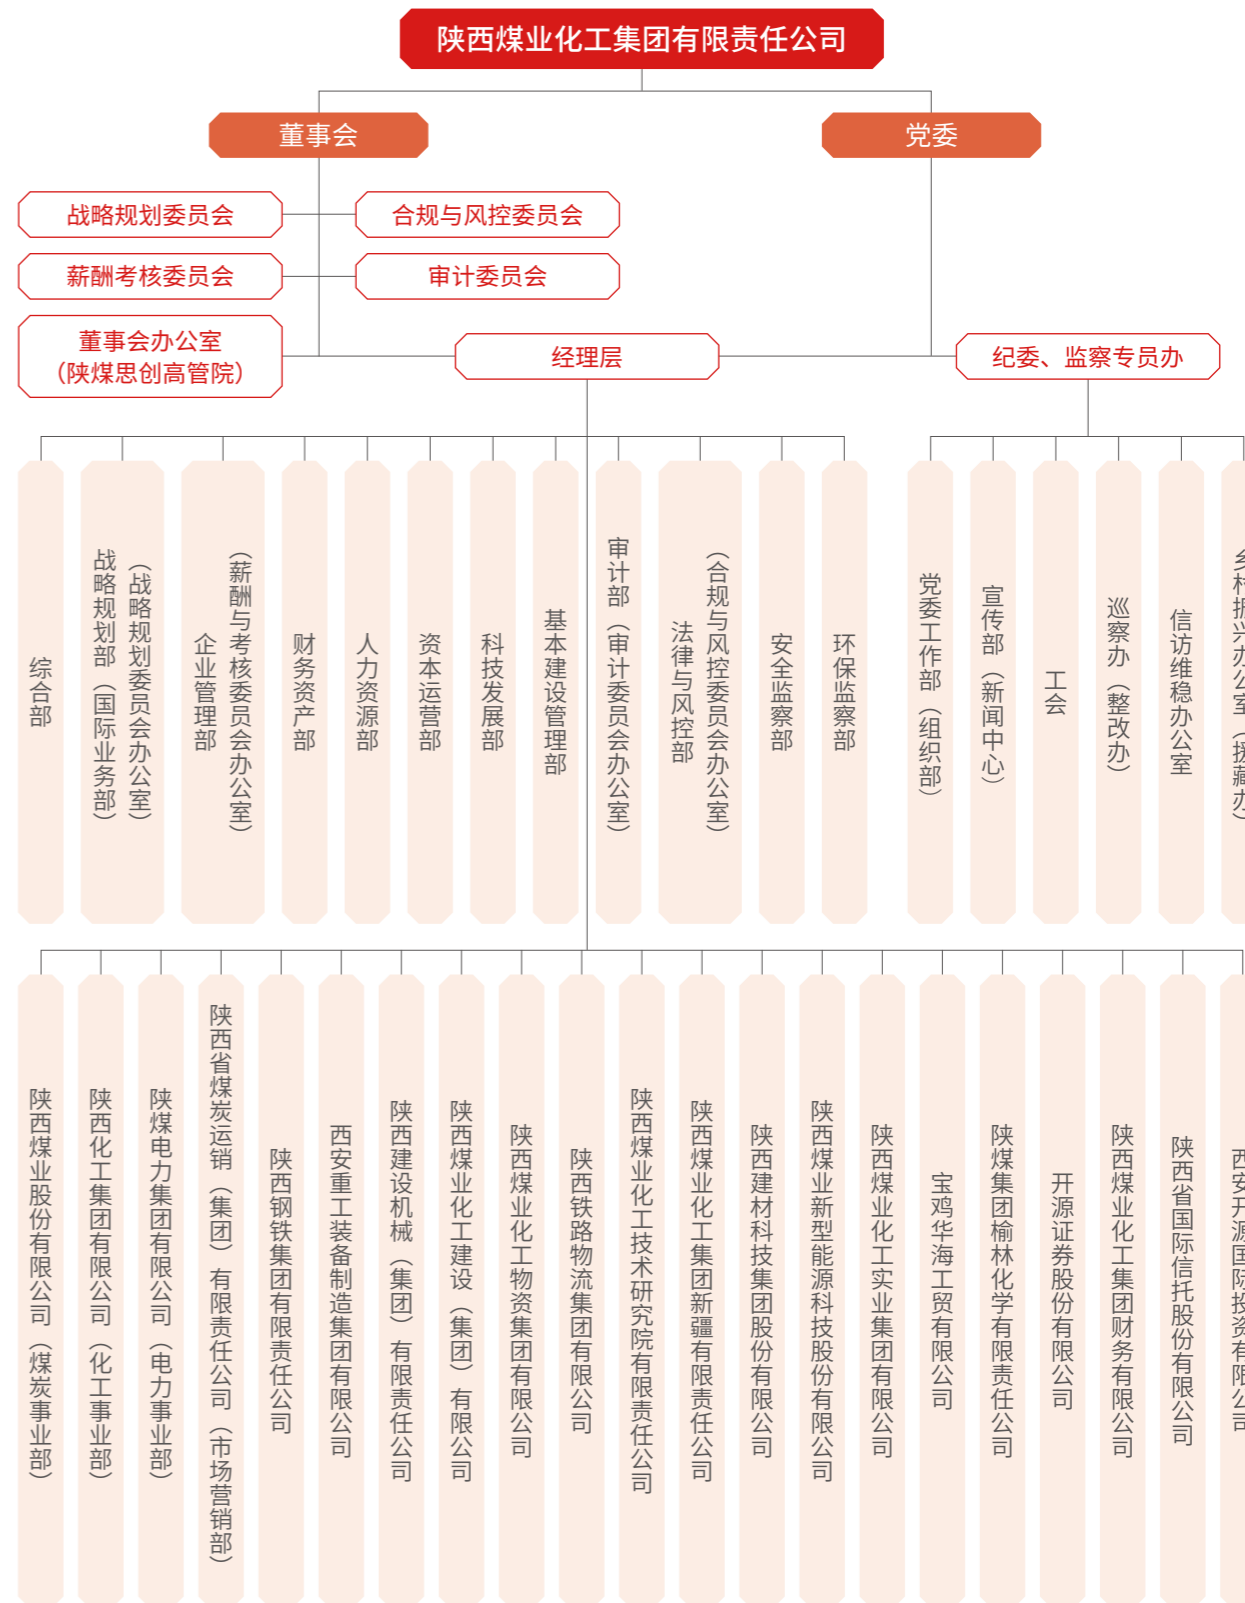 陕西煤业化工集团有限责任公司
董事会
党委
战略规划委员会
合规与风控委员会
薪酬考核委员会
审计委员会
董事会办公室
（陕煤思创高管院）
经理层
纪委、监察专员办
综合部
战略规划部（国际业务部）
（战略规划委员会办公室）
企业管理部
（薪酬与考核委员会办公室）
财务资产部
人力资源部
资本运营部
科技发展部
基本建设管理部
审计部（审计委员会办公室）
法律与风控部
（合规与风控委员会办公室）
安全监察部
环保监察部
党委工作部（组织部）
宣传部（新闻中心）
工会
巡察办（整改办）
信访维稳办公室
乡村振兴办公室（援藏办）
陕西煤业股份有限公司（煤炭事业部）
陕西化工集团有限公司（化工事业部）
陕煤电力集团有限公司（电力事业部）
陕西省煤炭运销（集团）有限责任公司（市场营销部）
陕西钢铁集团有限责任公司
西安重工装备制造集团有限公司
陕西建设机械（集团）有限责任公司
陕西煤业化工建设（集团）有限公司
陕西煤业化工物资集团有限公司
陕西铁路物流集团有限公司
陕西煤业化工技术研究院有限责任公司
陕西煤业化工集团新疆有限责任公司
陕西建材科技集团股份有限公司
陕西煤业新型能源科技股份有限公司
陕西煤业化工实业集团有限公司
宝鸡华海工贸有限公司
陕煤集团榆林化学有限责任公司
开源证券股份有限公司
陕西煤业化工集团财务有限公司
陕西省国际信托股份有限公司
西安开源国际投资有限公司